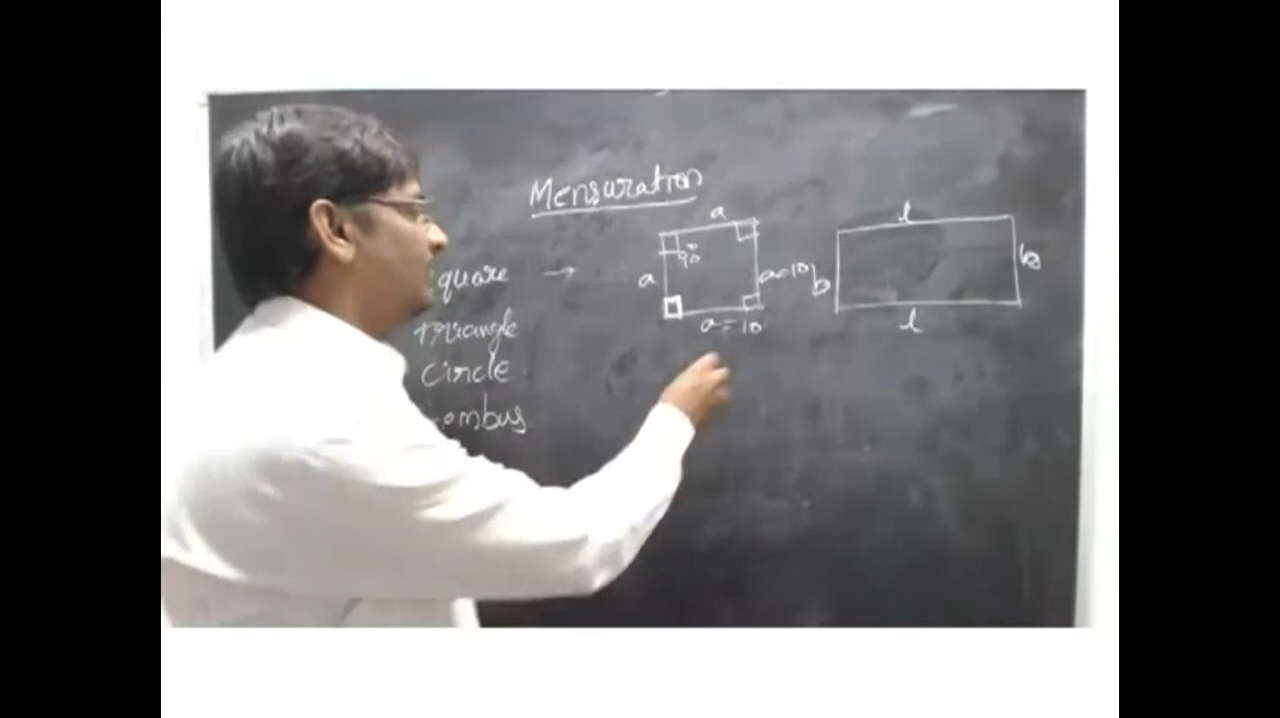 Mensuration
a
a
90°
a=10
a=10
quare →
triangle
circle
ombus
l
b
b
l